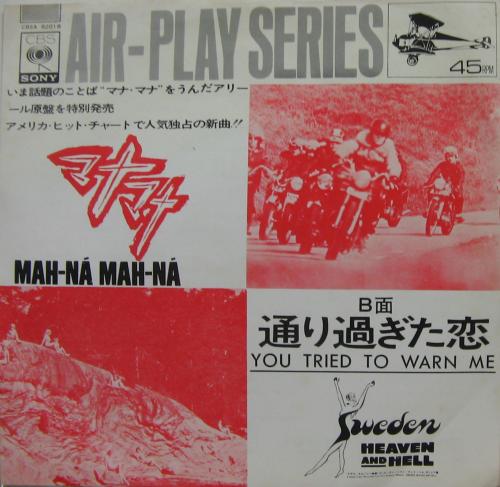 CBS
SONY
AIR-PLAY SERIES
45 RPM
いま話題のことば"マナ・マナ"をうんだアリー
ール原盤を特別発売
アメリカ・ヒット・チャートで人気独占の新曲!!
マナ
マナ
MAH-NÁ MAH-NÁ
B面
通り過ぎた恋
YOU TRIED TO WARN ME
Sweden
HEAVEN
AND HELL